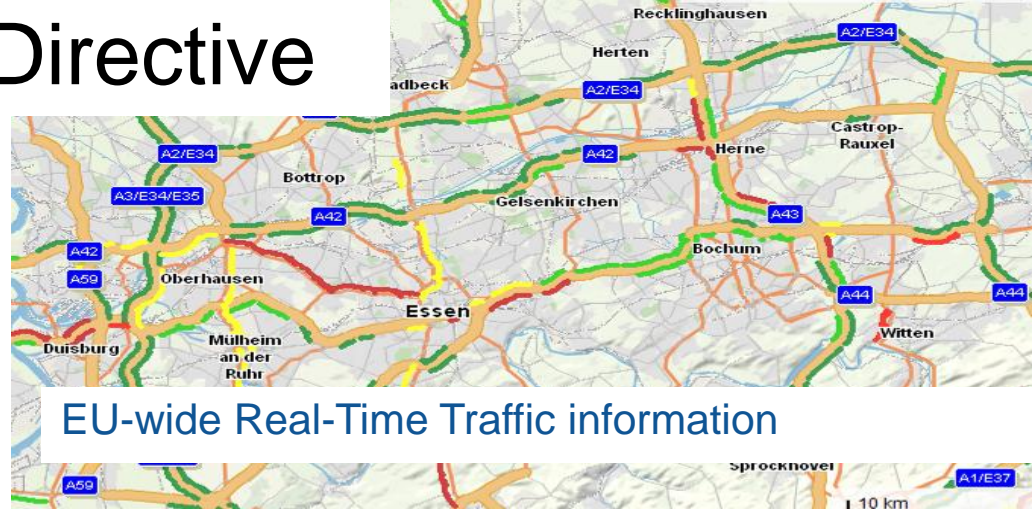 Directive
Recklinghausen
A2/E34
Herten
adbeck
A2/E34
Castrop-
Rauxel
A2/E34
A42
Herne
Bottrop
A3/E34/E35
Gelsenkirchen
A42
A43
A42
Bochum
A59
Oberhausen
A44
A44
Essen
Witten
Duisburg
Mülheim
an der
Ruhr
EU-wide Real-Time Traffic information
Sprockhövel
A59
A1/E37
10 km